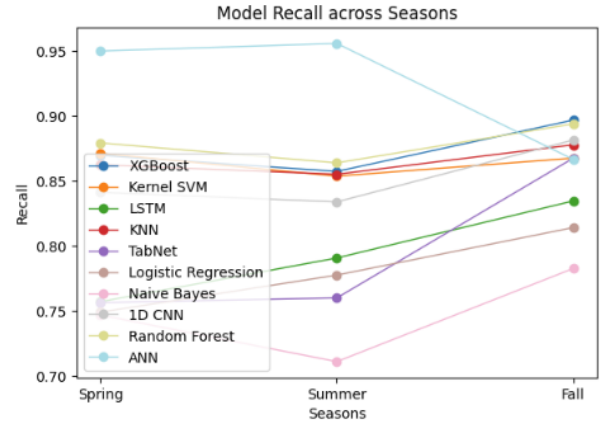 Model Recall across Seasons
0.95
0.90
0.85
0.80
0.75
0.70
Recall
XGBoost
Kernel SVM
LSTM
KNN
TabNet
Logistic Regression
Naive Bayes
1D CNN
Random Forest
ANN
Spring Summer Fall
Seasons